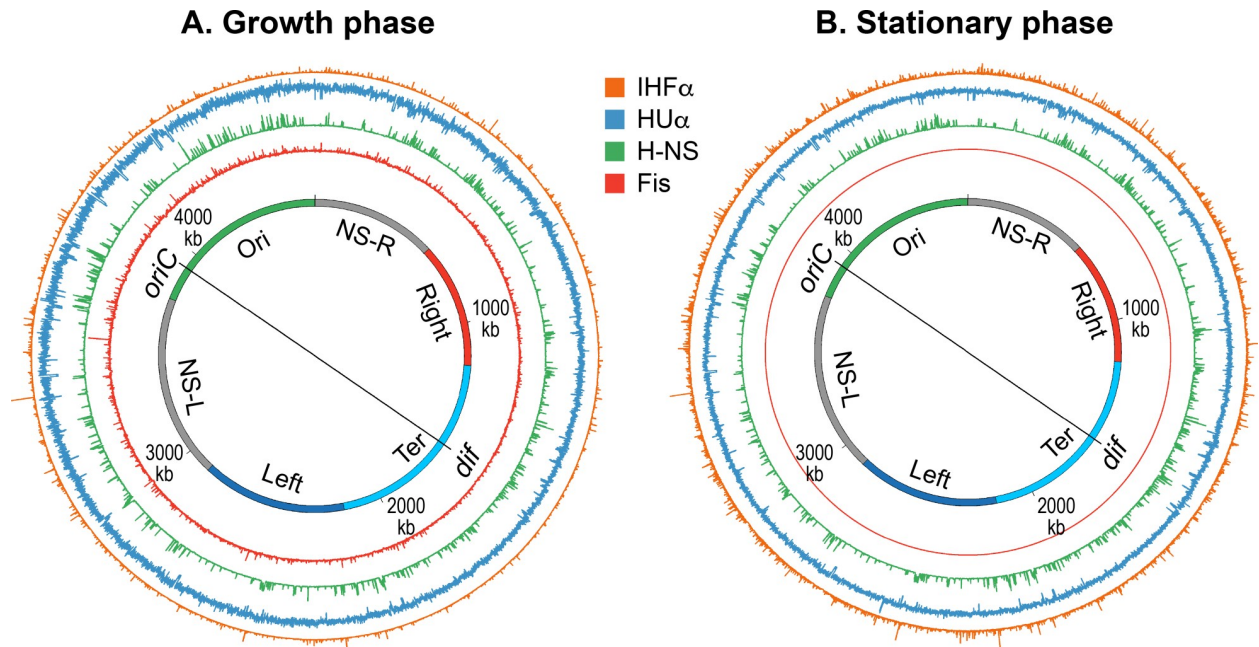 A. Growth phase
B. Stationary phase
IHFα
HUα
H-NS
Fis
4000
kb
oriC
Ori
NS-R
Right
1000
kb
NS-L
3000
kb
Left
Ter
dif
2000
kb
4000
kb
oriC
Ori
NS-R
Right
1000
kb
NS-L
3000
kb
Left
Ter
dif
2000
kb